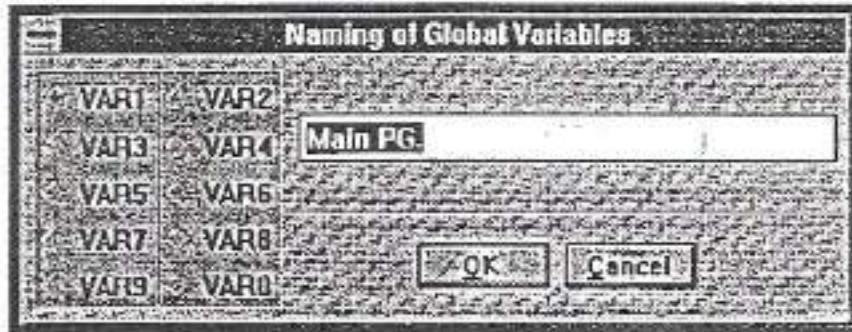 Naming of Global Variables
VAR1 VAR2
Main PG.
VAR3 VAR4
VAR5 VAR6
VAR7 VAR8
OK Cancel
VAR9 VAR0